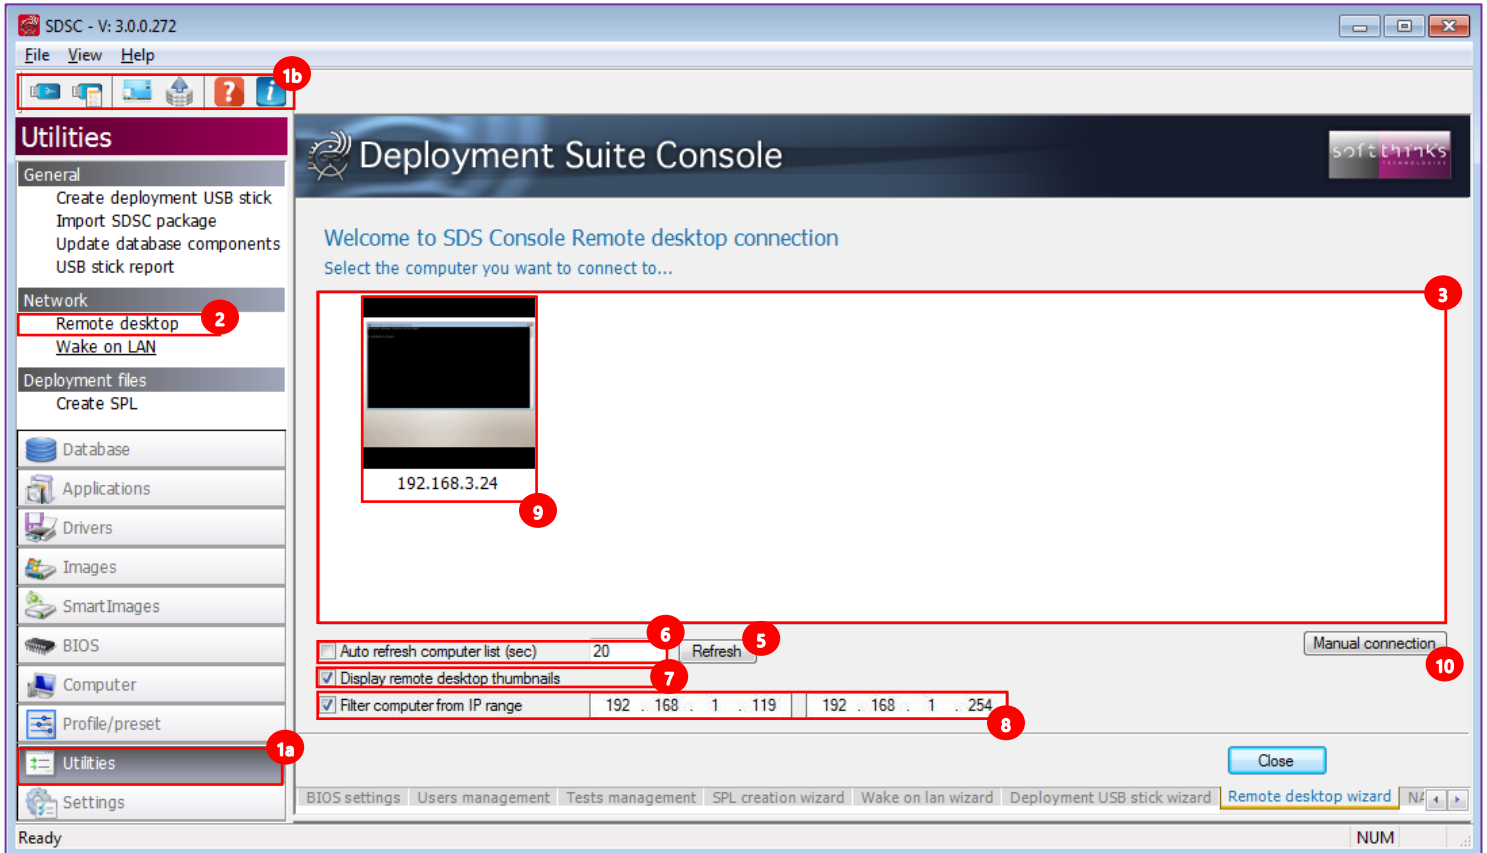 SDSC - V: 3.0.0.272
File View Help
1b
Utilities
General
Create deployment USB stick
Import SDSC package
Update database components
USB stick report
Network
Remote desktop
2
Wake on LAN
Deployment files
Create SPL
Database
Applications
Drivers
Images
SmartImages
BIOS
Computer
Profile/preset
1a
Utilities
Settings
Deployment Suite Console
softthinks
TECHNOLOGIES
Welcome to SDS Console Remote desktop connection
Select the computer you want to connect to...
3
192.168.3.24
9
6
5
Auto refresh computer list (sec) 20 Refresh
Manual connection
10
Display remote desktop thumbnails
7
Filter computer from IP range 192 . 168 . 1 . 119 192 . 168 . 1 . 254
8
Close
BIOS settings Users management Tests management SPL creation wizard Wake on lan wizard Deployment USB stick wizard Remote desktop wizard
Ready NUM